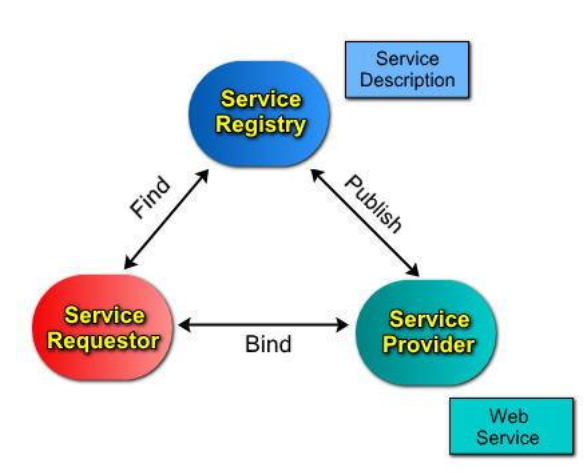 Service
Description
Service
Registry
Find
Publish
Service
Requestor
Bind
Service
Provider
Web
Service